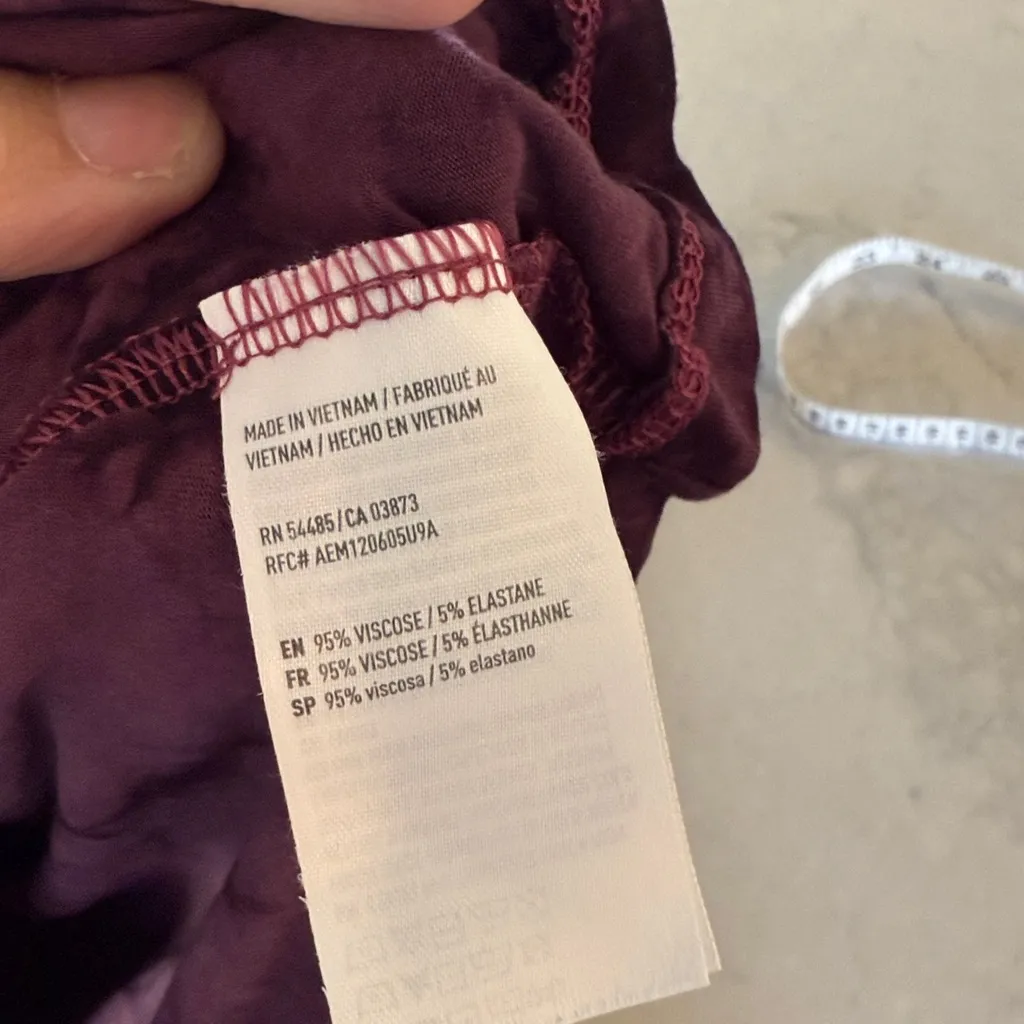 MADE IN VIETNAM / FABRIQUÉ AU
VIETNAM / HECHO EN VIETNAM
RN 54485 / CA 03873
RFC# AEM120605U9A
EN 95% VISCOSE / 5% ELASTANE
FR 95% VISCOSE / 5% ÉLASTHANNE
SP 95% viscosa / 5% elastano